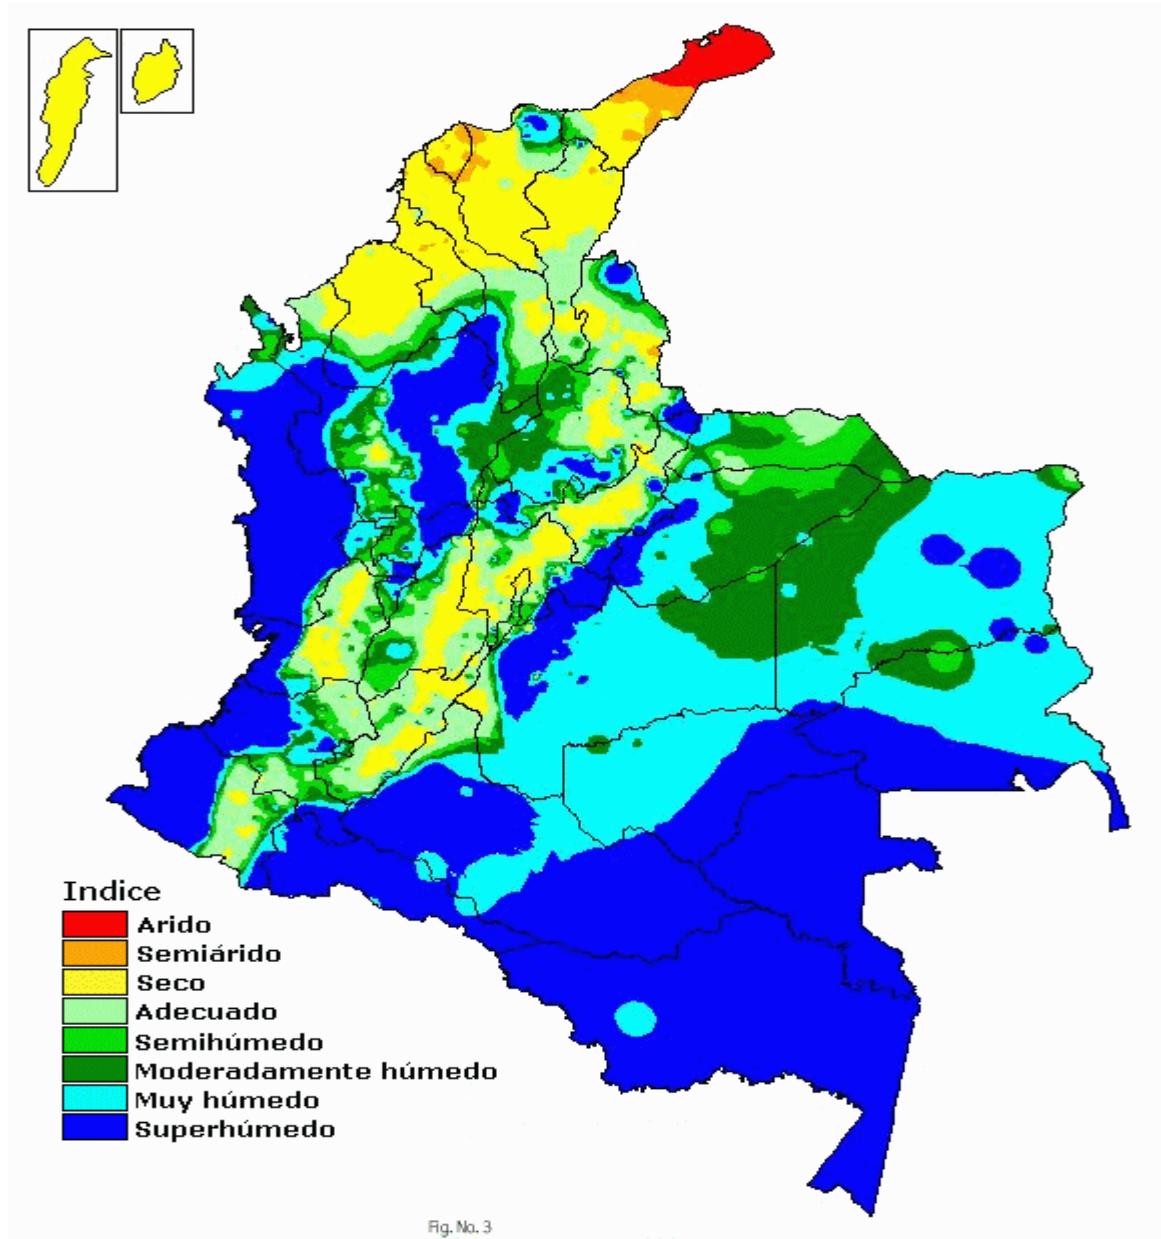 Indice
Arido
Semiárido
Seco
Adecuado
Semihúmedo
Moderadamente húmedo
Muy húmedo
Superhúmedo
Fig. No. 3